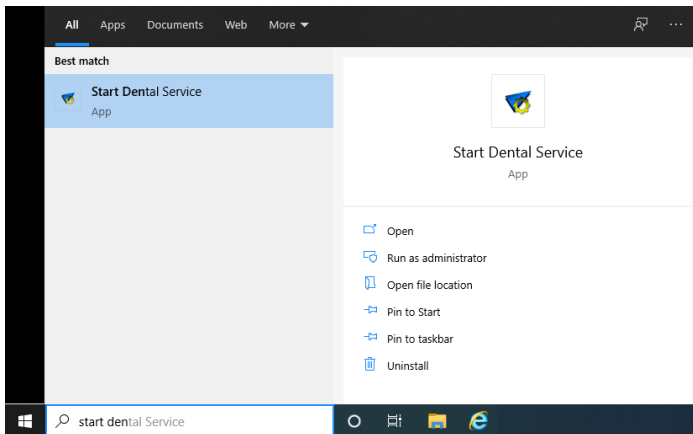 All Apps Documents Web More
Best match
Start Dental Service
App
Start Dental Service
App
Open
Run as administrator
Open file location
Pin to Start
Pin to taskbar
Uninstall
start dental Service